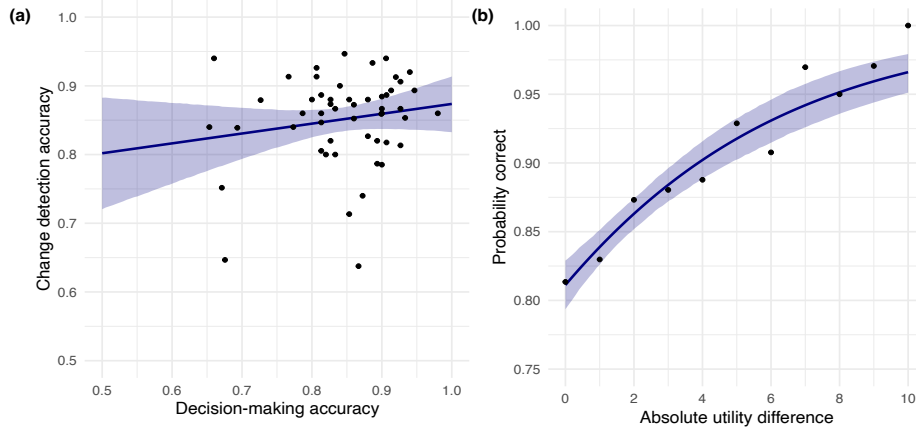 (a)
1.0
0.9
0.8
0.7
0.6
0.5
Change detection accuracy
0.5 0.6 0.7 0.8 0.9 1.0
Decision-making accuracy
(b)
1.00
0.95
0.90
0.85
0.80
0.75
Probability correct
0 2 4 6 8 10
Absolute utility difference